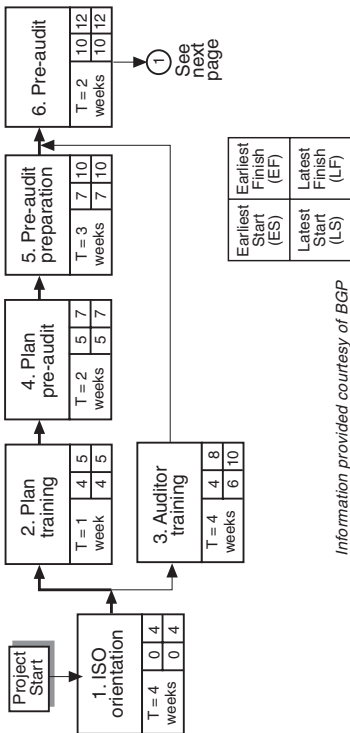 Project
Start
1. ISO
orientation
T = 4
weeks
0 4
0 4
2. Plan
training
T = 1
week
4 5
4 5
3. Auditor
training
T = 4
weeks
4 8
6 10
4. Plan
pre-audit
T = 2
weeks
5 7
5 7
5. Pre-audit
preparation
T = 3
weeks
7 10
7 10
6. Pre-audit
T = 2
weeks
10 12
10 12
1
See
next
page
Earliest
Start
(ES)
Earliest
Finish
(EF)
Latest
Start
(LS)
Latest
Finish
(LF)
Information provided courtesy of BGP